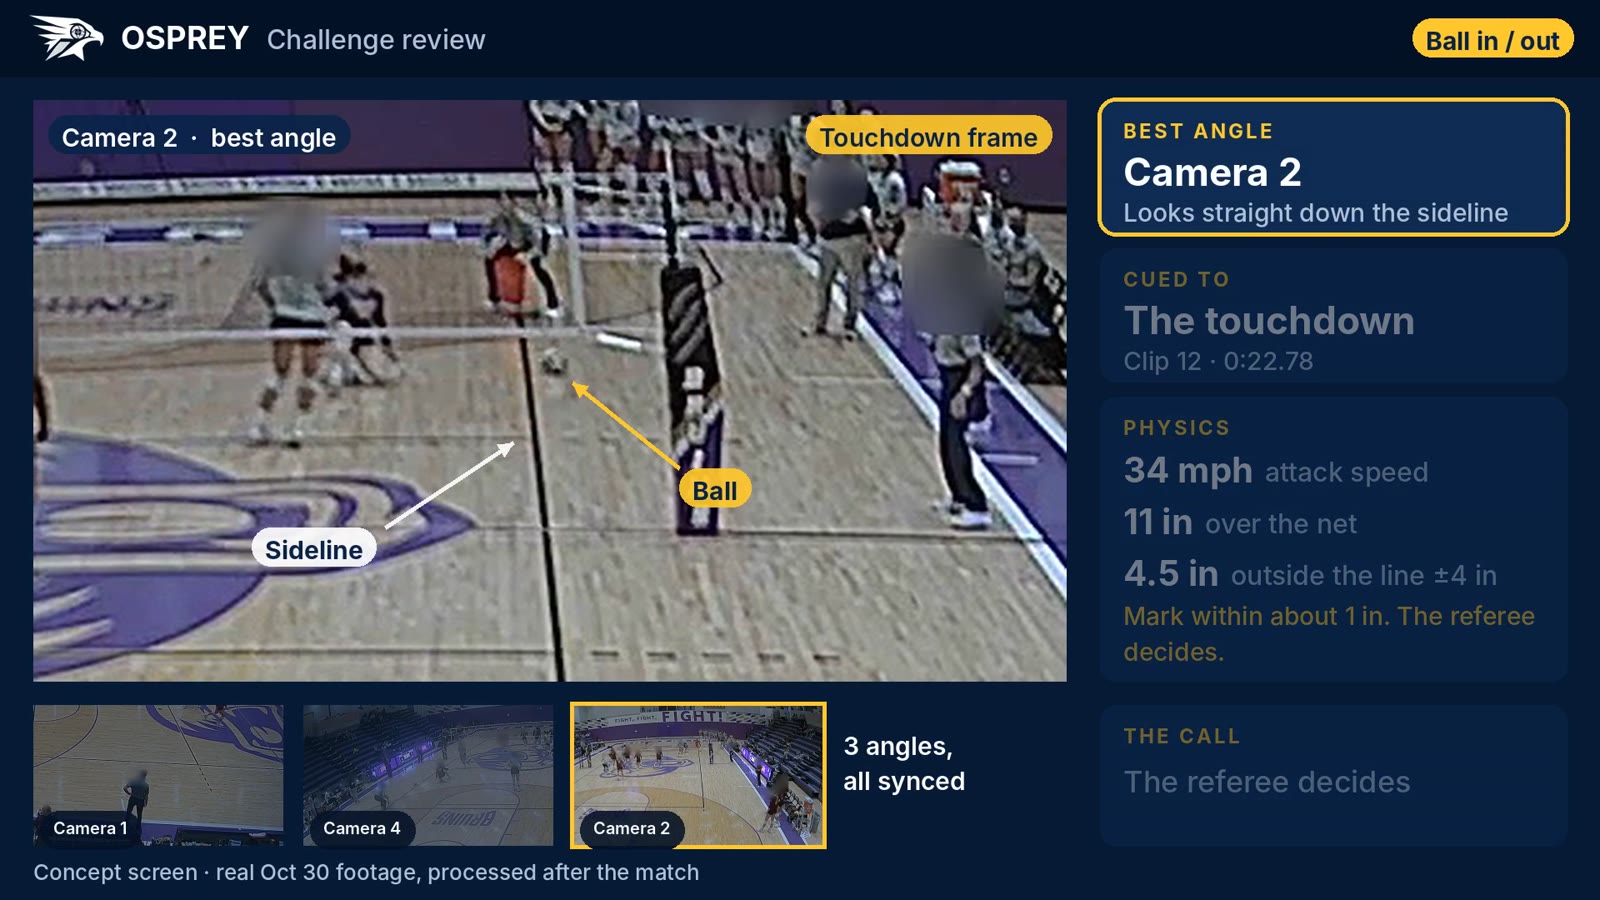 OSPREY Challenge review
Ball in / out
Camera 2 · best angle
Touchdown frame
Ball
Sideline
BEST ANGLE
Camera 2
Looks straight down the sideline
CUED TO
The touchdown
Clip 12 · 0:22.78
PHYSICS
34 mph attack speed
11 in over the net
4.5 in outside the line ±4 in
Mark within about 1 in. The referee
decides.
THE CALL
The referee decides
FIGHT, FIGHT, FIGHT!
BRUINS
Camera 1
Camera 4
Camera 2
3 angles,
all synced
Concept screen · real Oct 30 footage, processed after the match